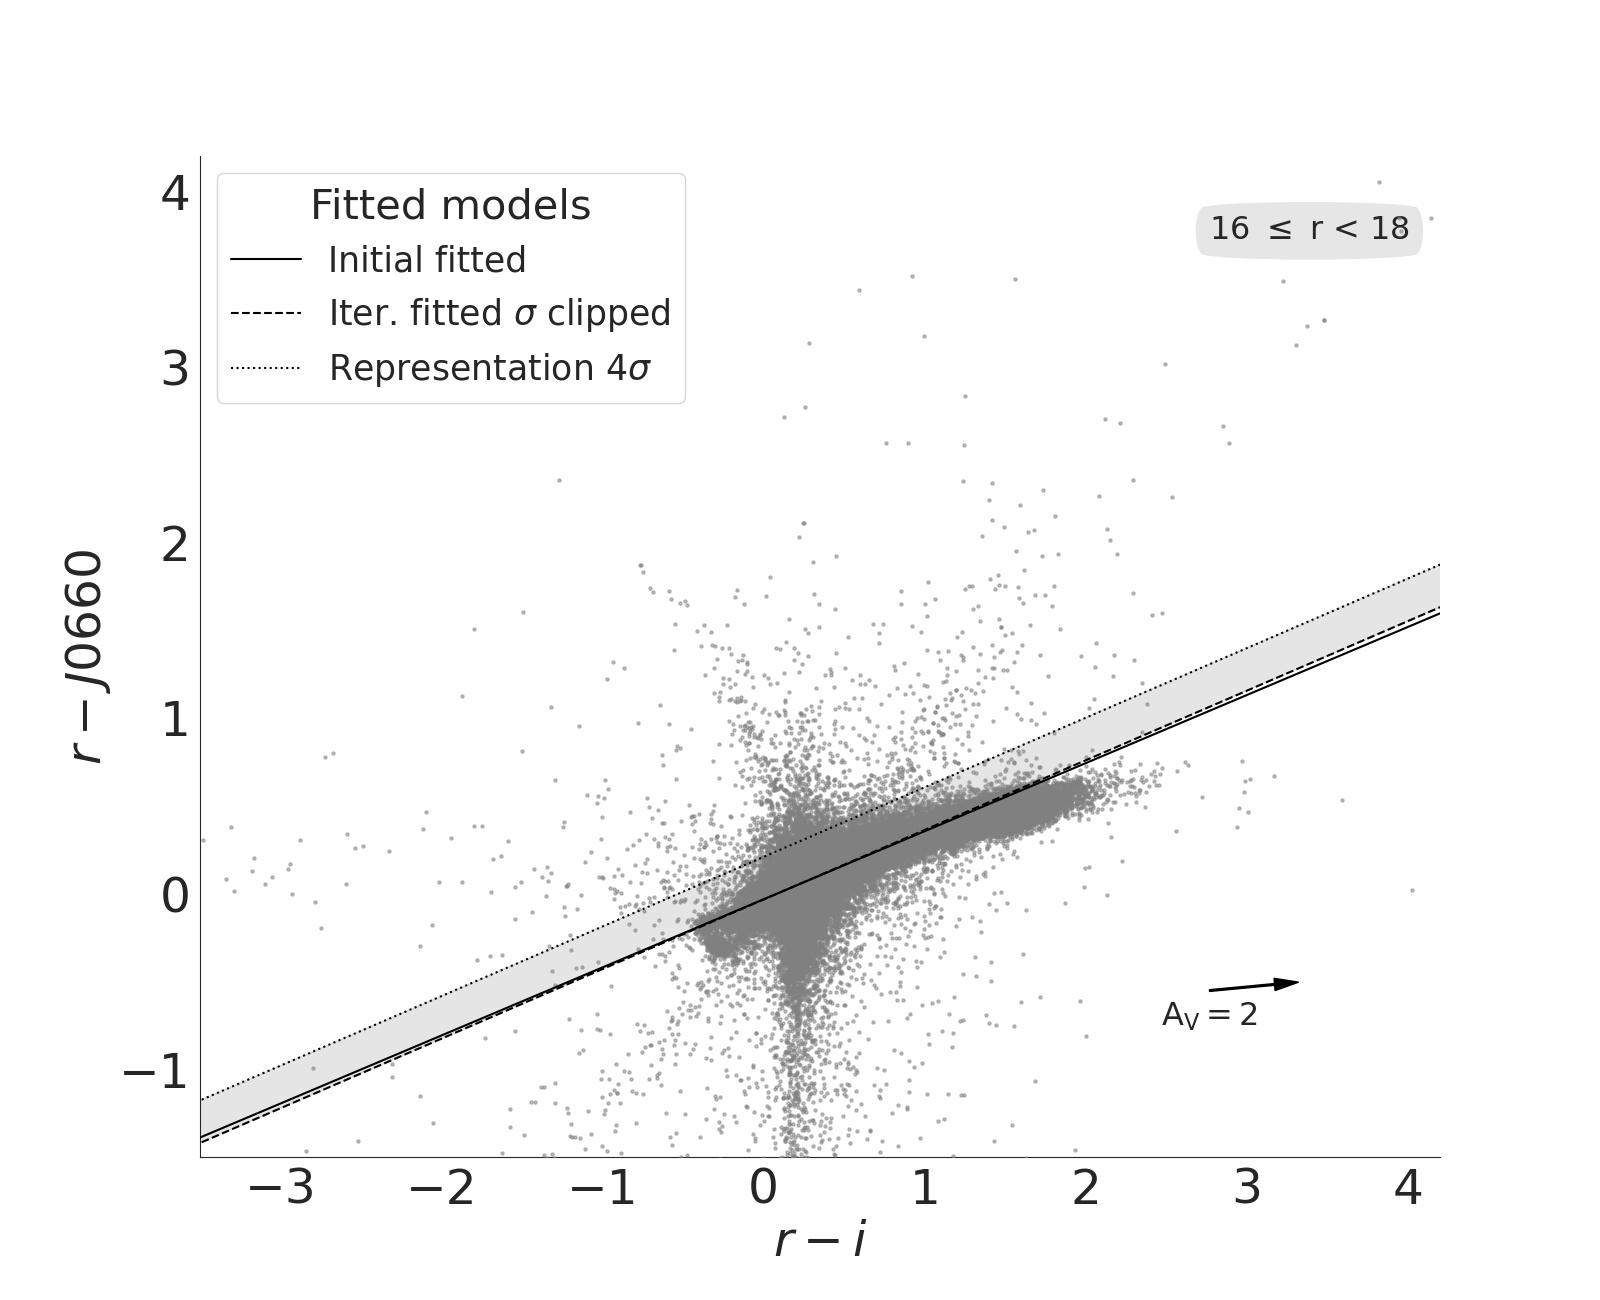 Fitted models
Initial fitted
Iter. fitted σ clipped
Representation 4σ
16 ≤ r < 18
A_V = 2
4
3
2
1
0
−1
r − J0660
−3 −2 −1 0 1 2 3 4
r − i